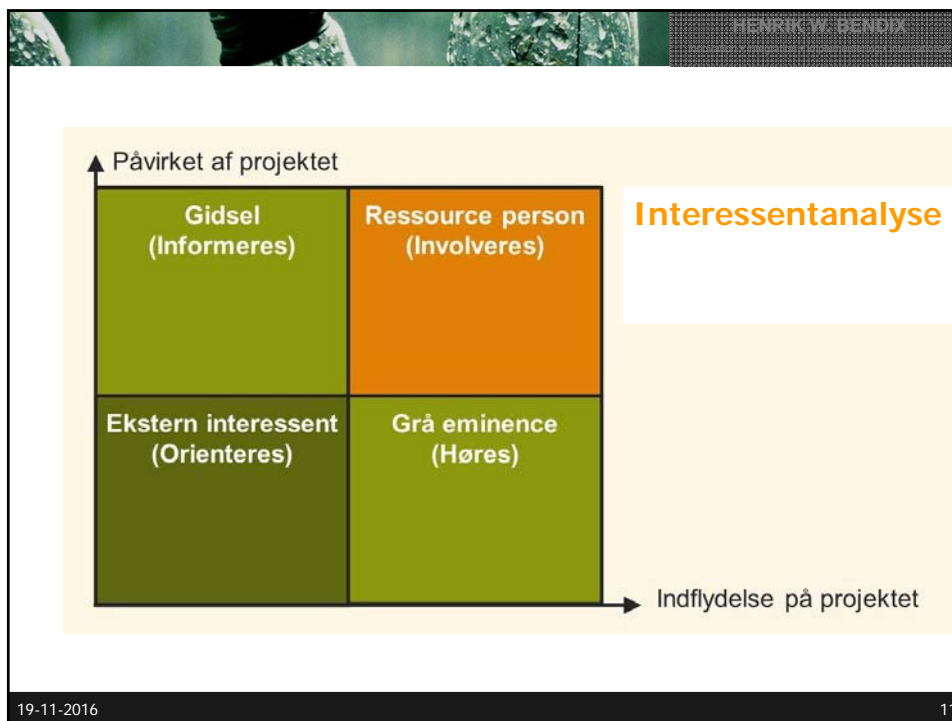 HENRIK W. BENDIX
Påvirket af projektet
Gidsel
(Informeres)
Ressource person
(Involveres)
Interessentanalyse
Ekstern interessent
(Orienteres)
Grå eminence
(Høres)
Indflydelse på projektet
19-11-2016